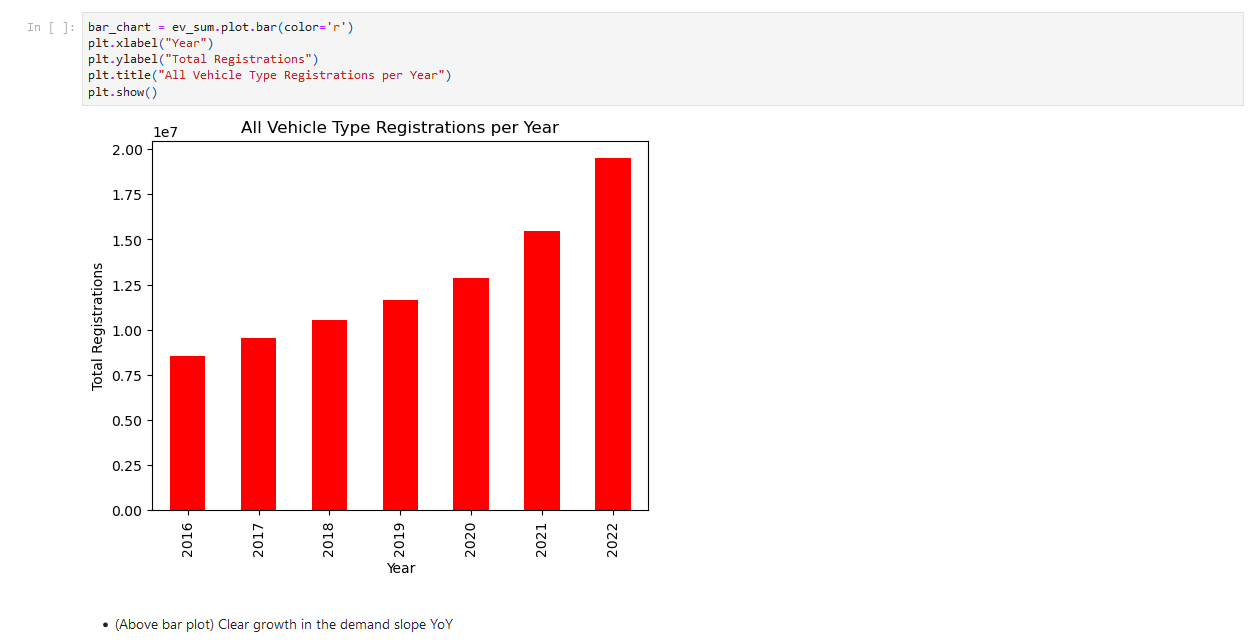 In [ ]: bar_chart = ev_sum.plot.bar(color='r')
plt.xlabel("Year")
plt.ylabel("Total Registrations")
plt.title("All Vehicle Type Registrations per Year")
plt.show()
1e7
All Vehicle Type Registrations per Year
2.00
1.75
1.50
1.25
1.00
0.75
0.50
0.25
0.00
Total Registrations
2016
2017
2018
2019
2020
2021
2022
Year
• (Above bar plot) Clear growth in the demand slope YoY